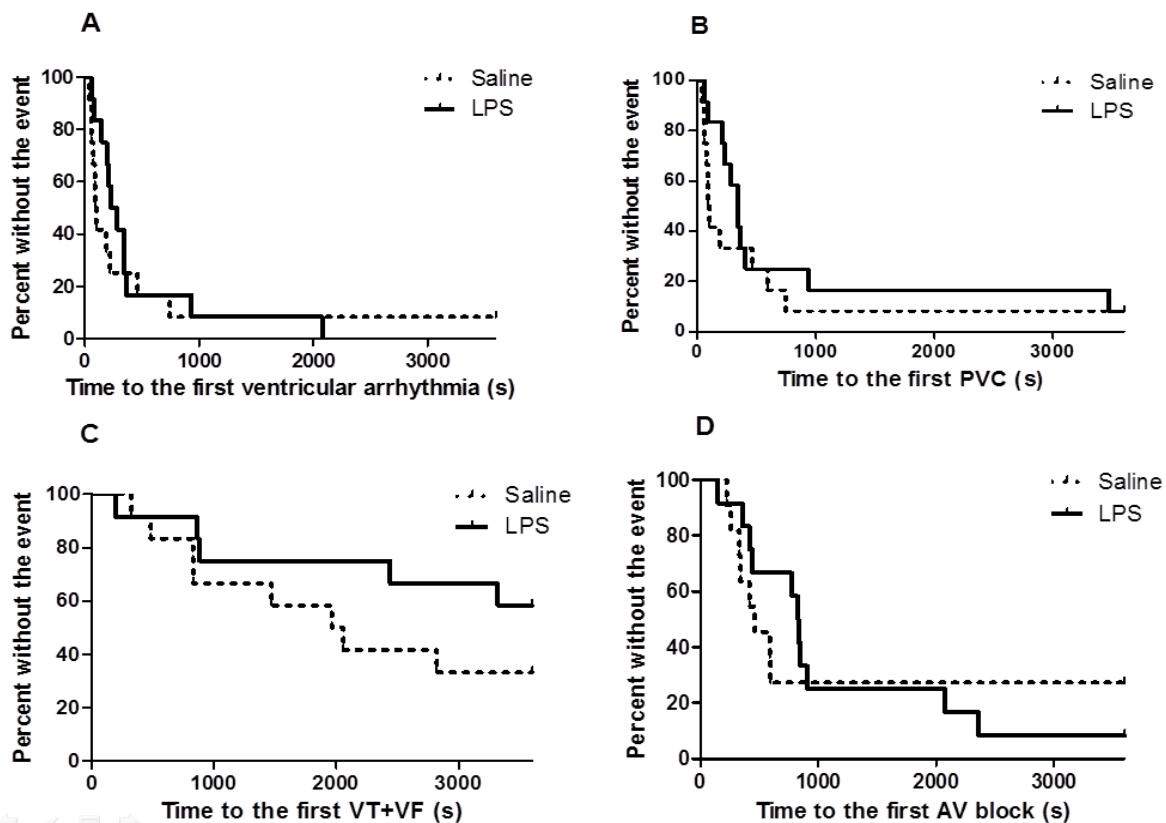 A
Saline
LPS
Percent without the event
100
80
60
40
20
0
0 1000 2000 3000
Time to the first ventricular arrhythmia (s)
B
Saline
LPS
Percent without the event
100
80
60
40
20
0
0 1000 2000 3000
Time to the first PVC (s)
C
Saline
LPS
Percent without the event
100
80
60
40
20
0
0 1000 2000 3000
Time to the first VT+VF (s)
D
Saline
LPS
Percent without the event
100
80
60
40
20
0
0 1000 2000 3000
Time to the first AV block (s)